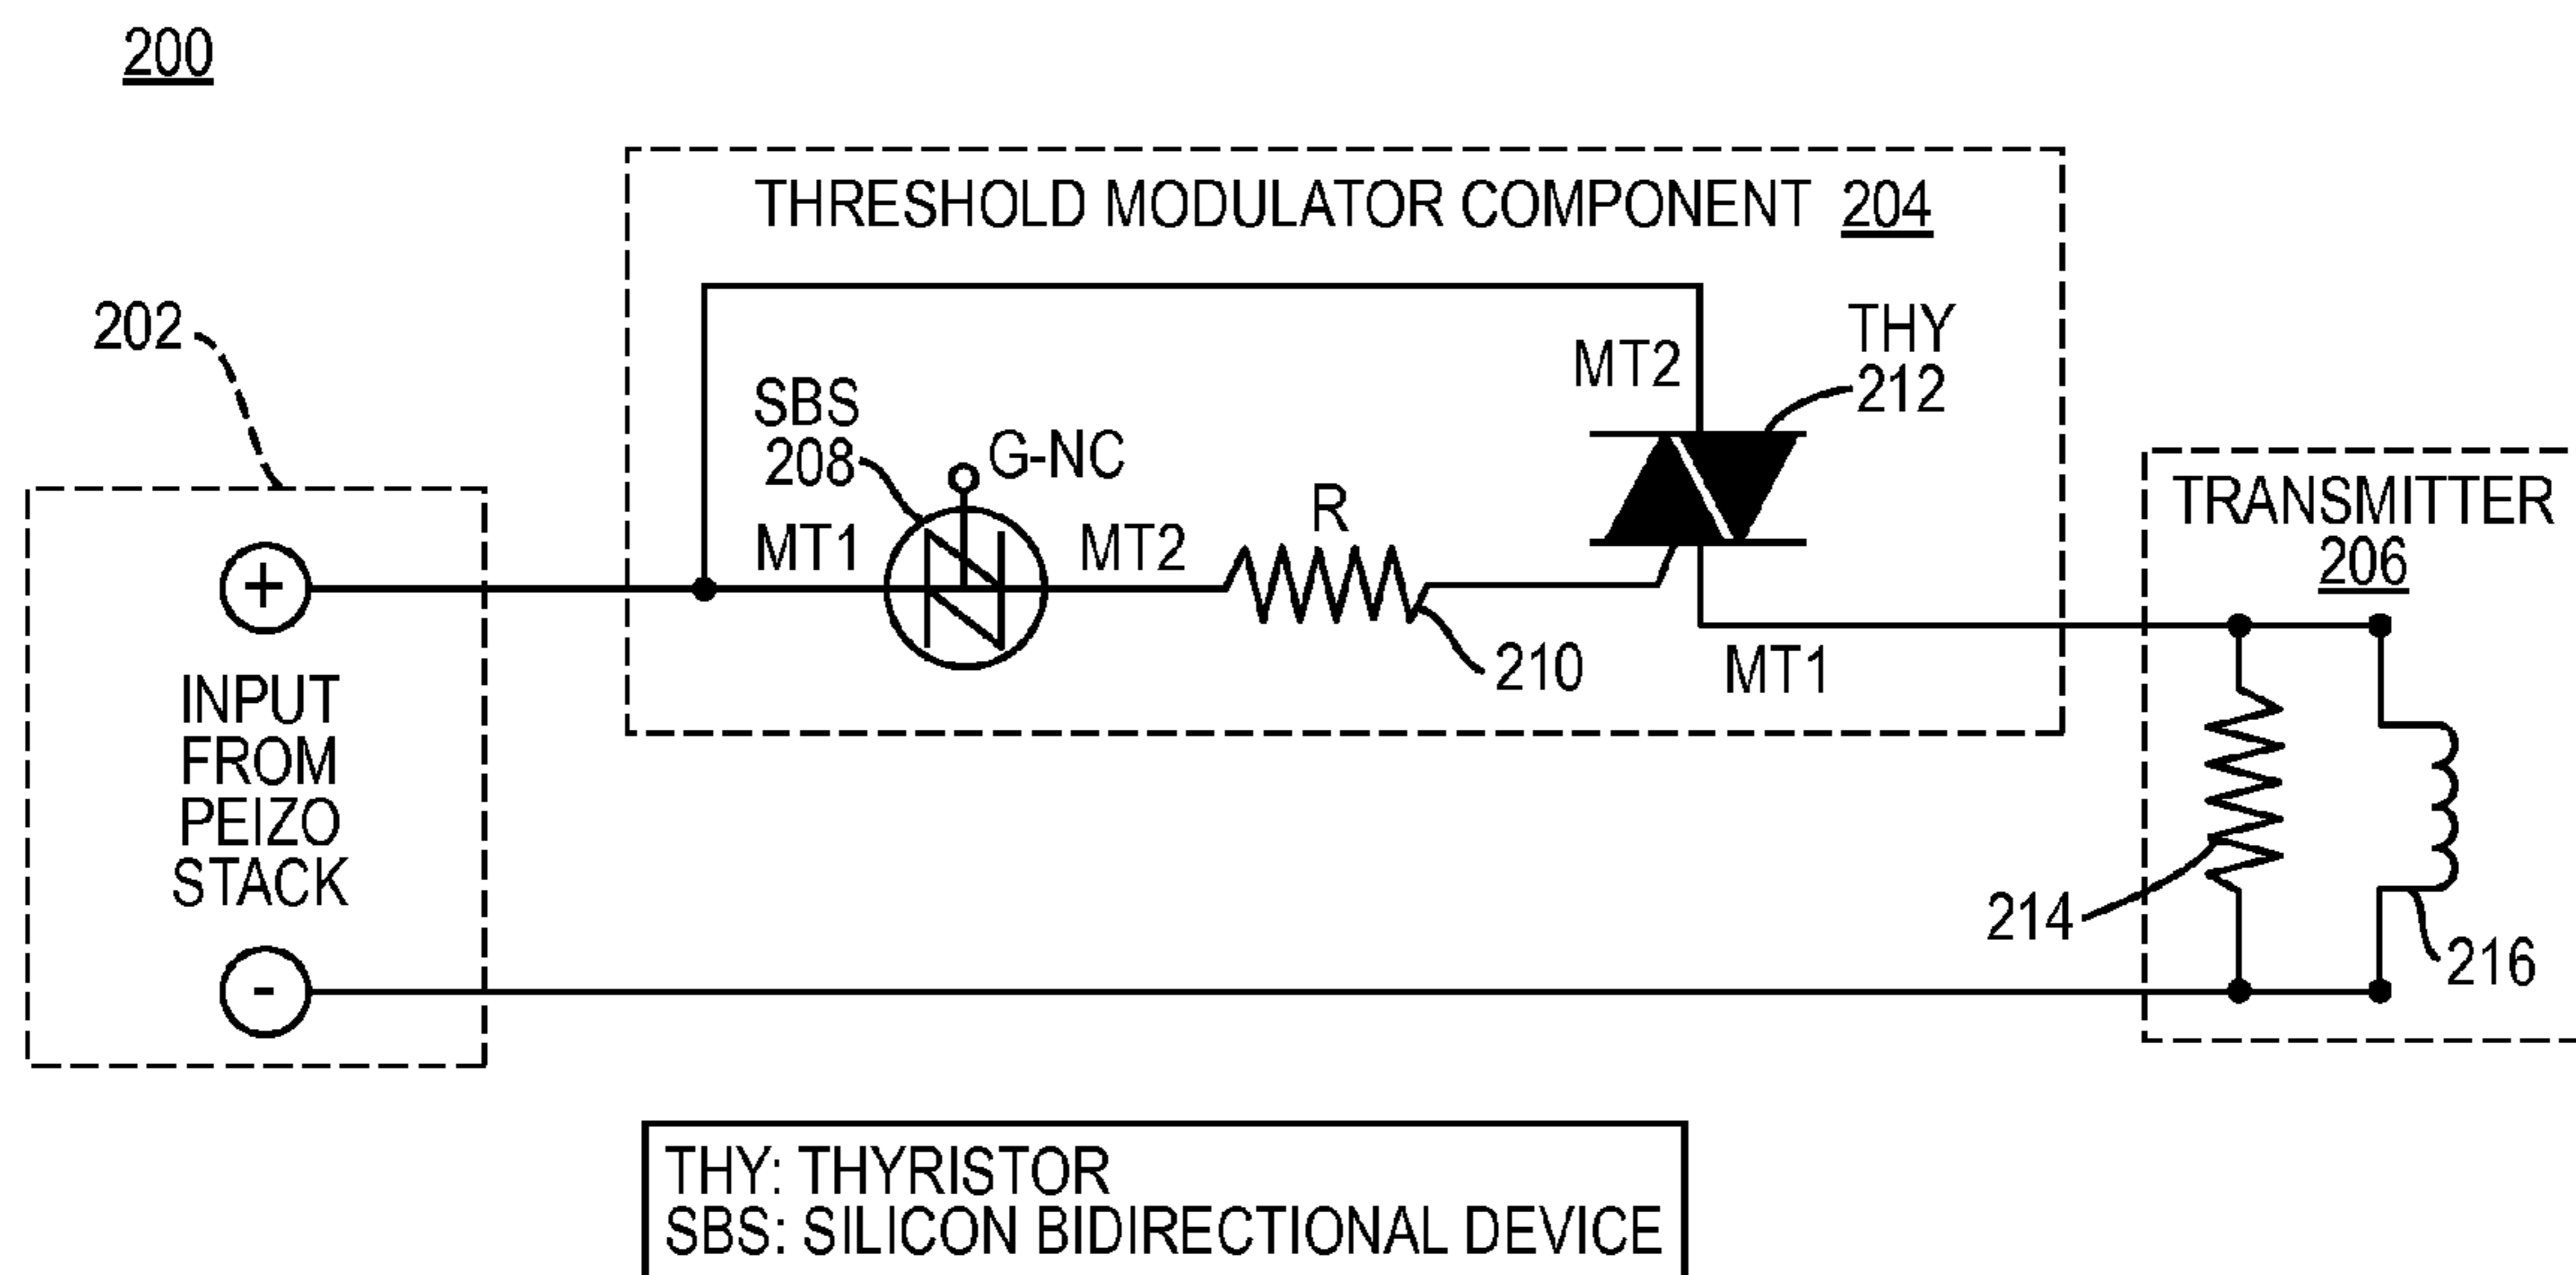 200
THRESHOLD MODULATOR COMPONENT 204
202
THY
212
MT2
SBS
208
G-NC
MT1
MT2
R
210
MT1
TRANSMITTER
206
+
INPUT
FROM
PEIZO
STACK
-
214
216
THY: THYRISTOR
SBS: SILICON BIDIRECTIONAL DEVICE